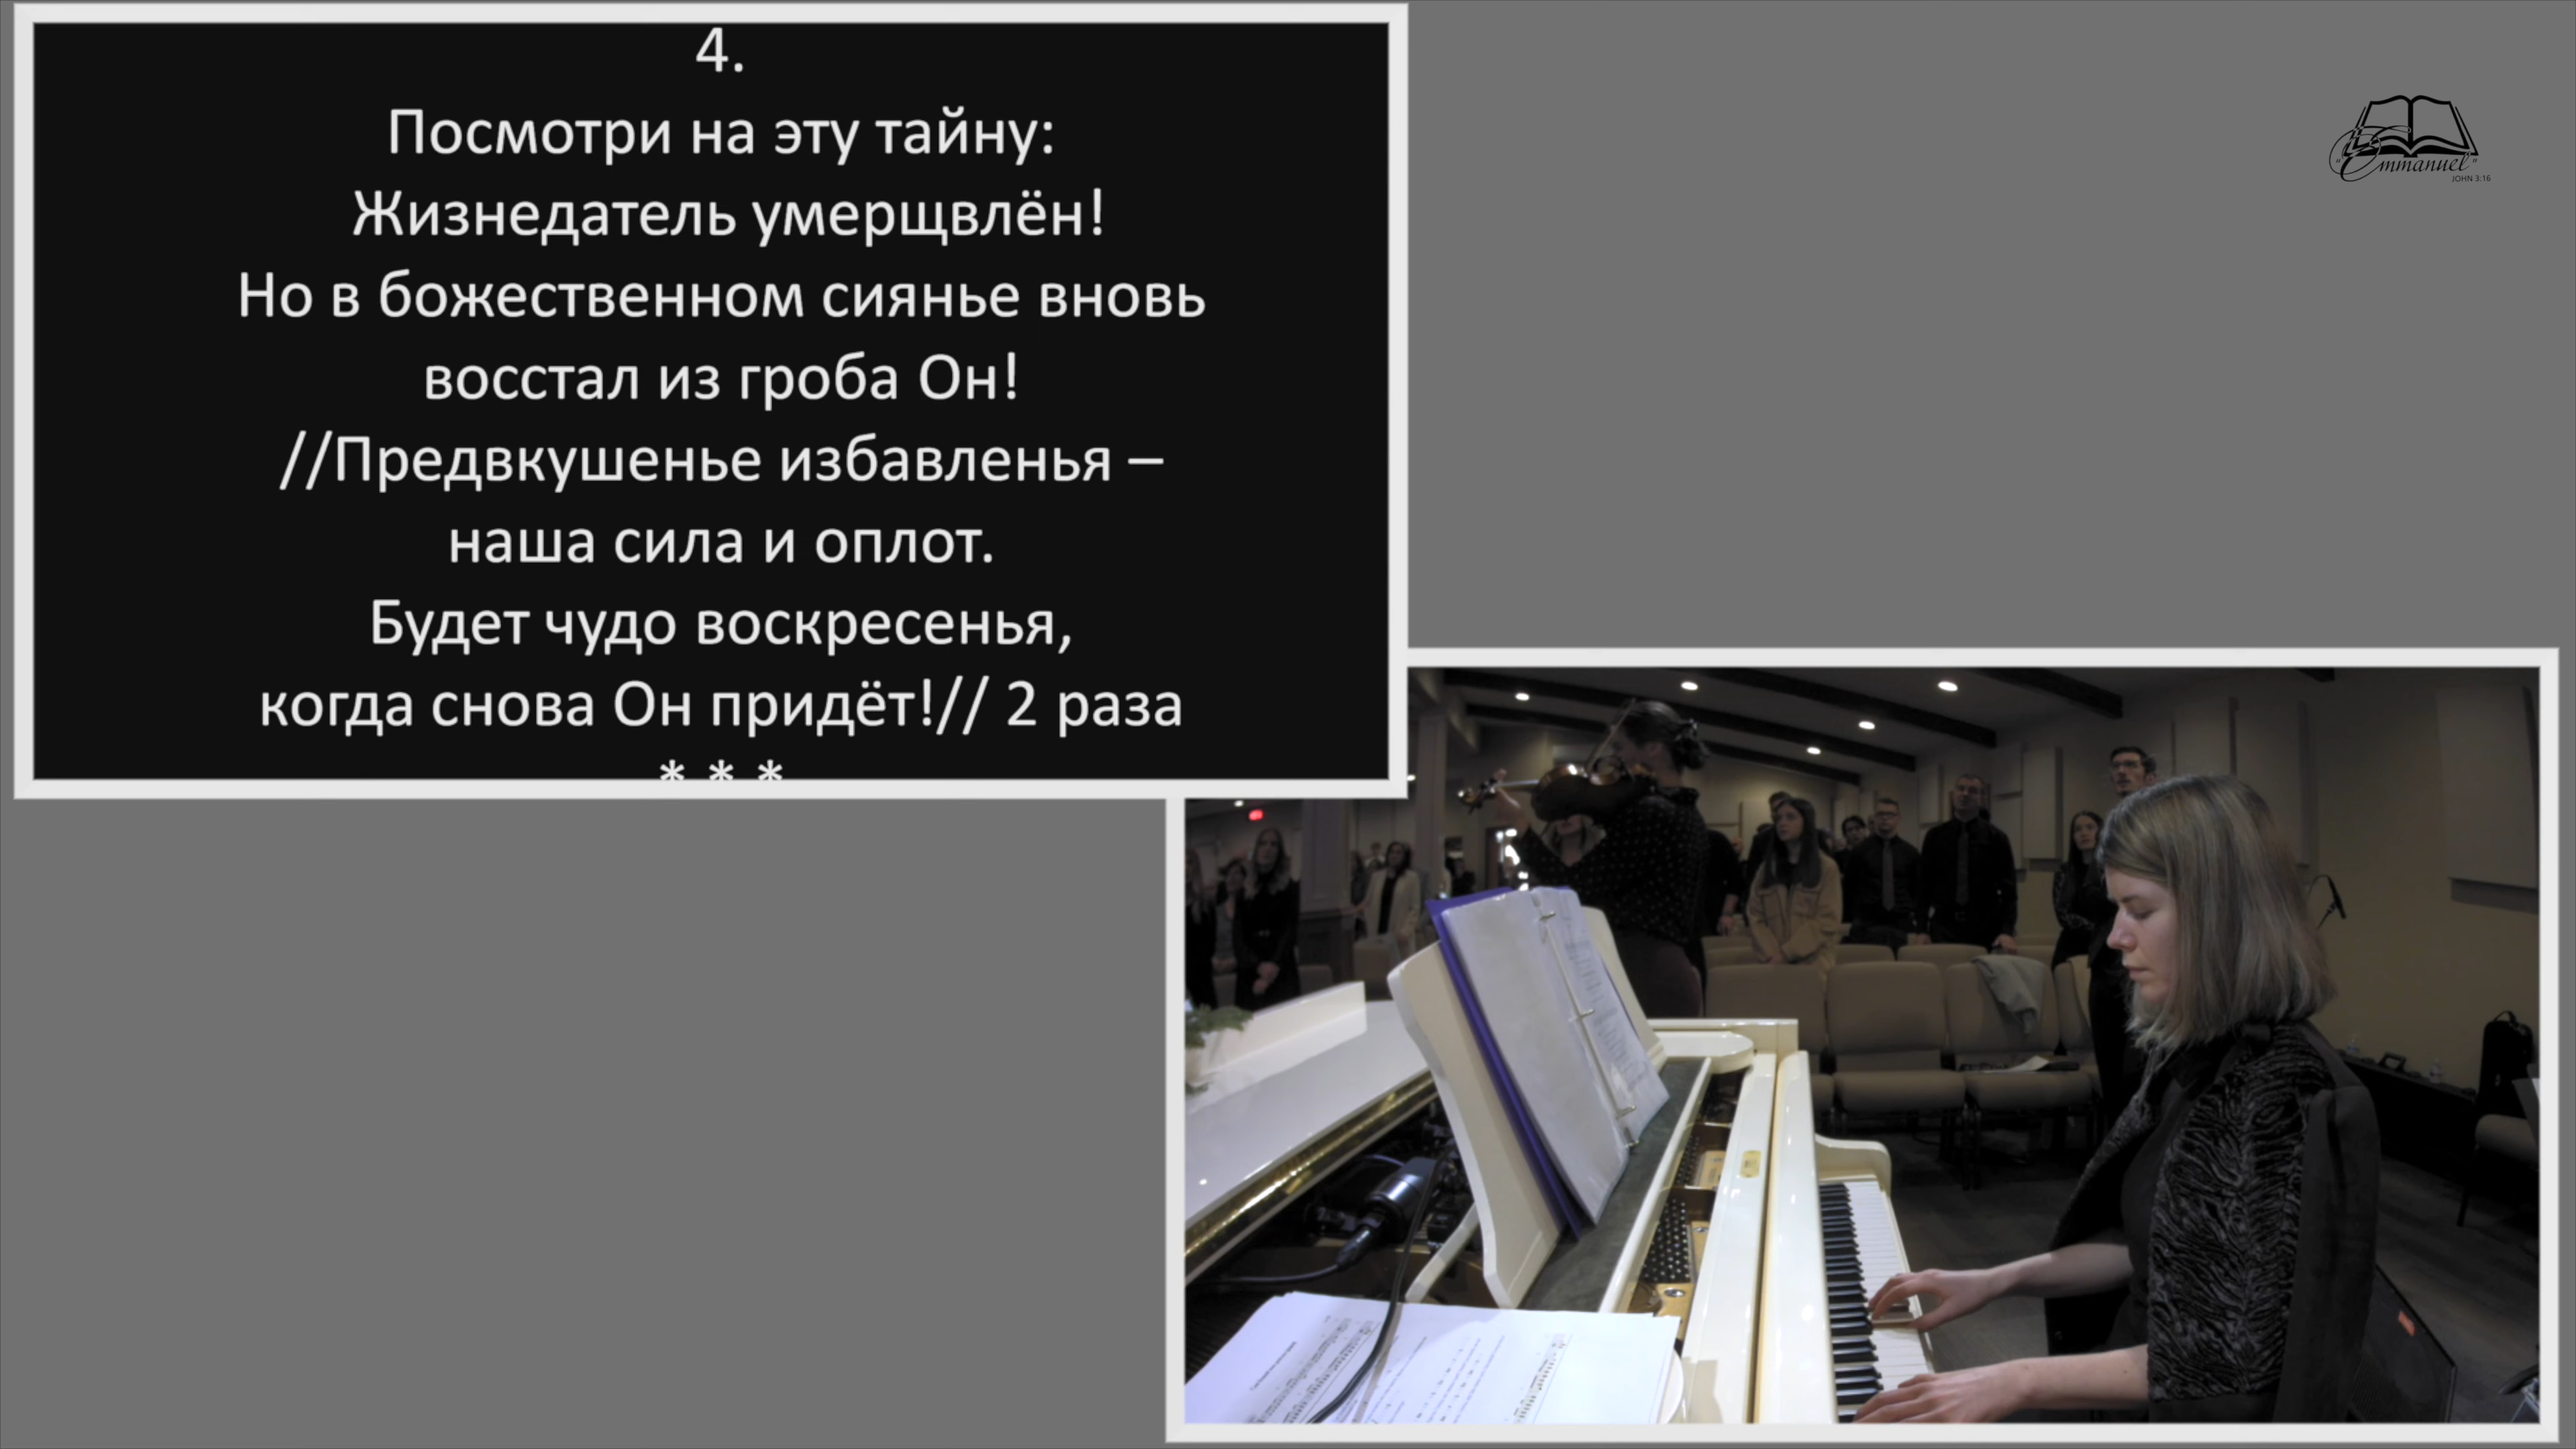 4.
Посмотри на эту тайну:
Жизнедатель умерщвлён!
Но в божественном сиянье вновь
восстал из гроба Он!
//Предвкушенье избавленья –
наша сила и оплот.
Будет чудо воскресенья,
когда снова Он придёт!// 2 раза
* * *
"Emmanuel"
JOHN 3:16